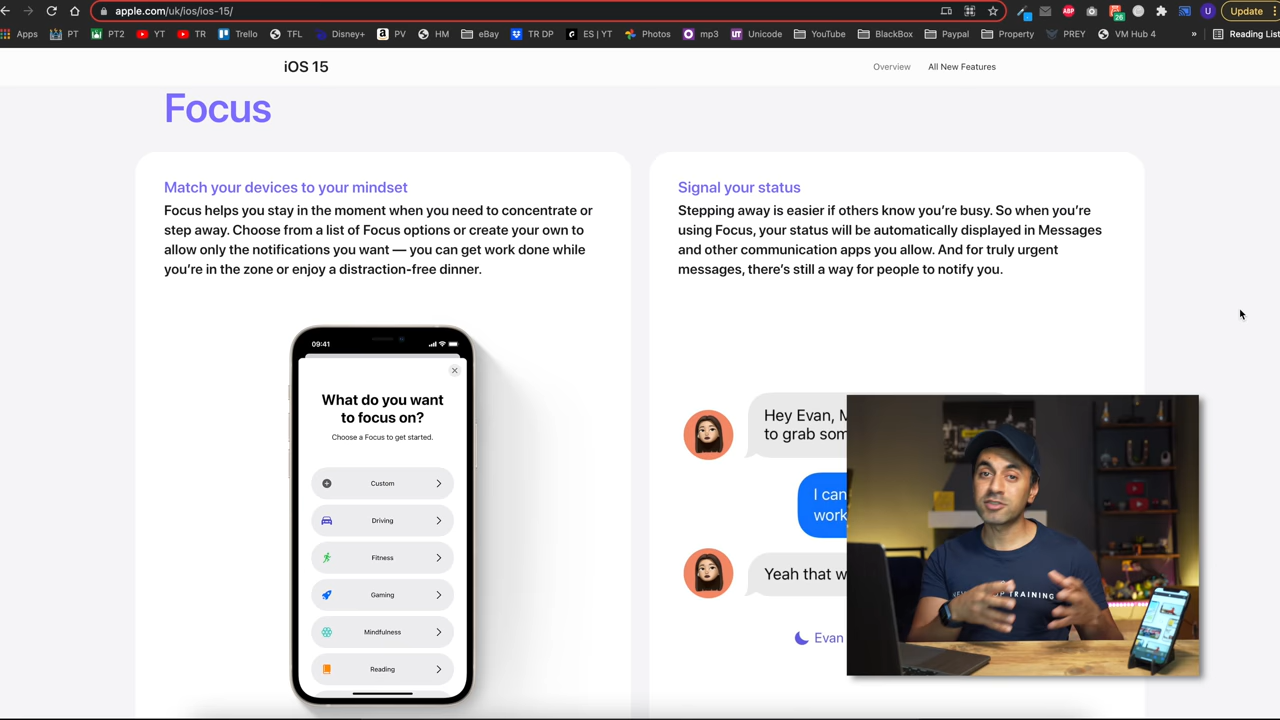 apple.com/uk/ios/ios-15/
ABP
26
U
Update
Apps PT PT2 YT TR Trello TFL Disney+ PV HM eBay TR DP ES | YT Photos mp3 Unicode YouTube BlackBox Paypal Property PREY VM Hub 4 » Reading List
iOS 15
Overview All New Features
Focus
Match your devices to your mindset
Focus helps you stay in the moment when you need to concentrate or
step away. Choose from a list of Focus options or create your own to
allow only the notifications you want — you can get work done while
you're in the zone or enjoy a distraction-free dinner.
09:41
What do you want
to focus on?
Choose a Focus to get started.
Custom
Driving
Fitness
Gaming
Mindfulness
Reading
Signal your status
Stepping away is easier if others know you're busy. So when you're
using Focus, your status will be automatically displayed in Messages
and other communication apps you allow. And for truly urgent
messages, there's still a way for people to notify you.
Hey Evan, M
to grab som
I can
work
Yeah that w
Evan
TRAINING